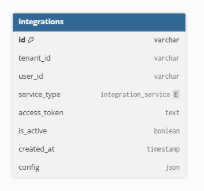 integrations
id varchar
tenant_id varchar
user_id varchar
service_type integration_service E
access_token text
is_active boolean
created_at timestamp
config json